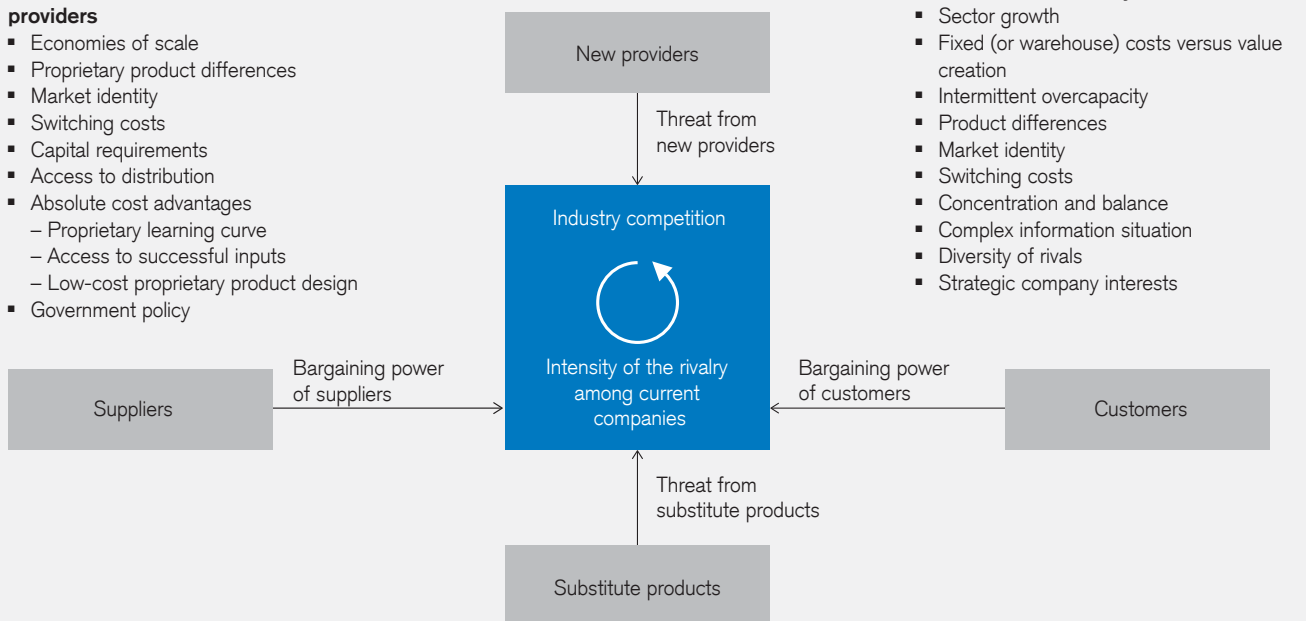 providers
▪ Economies of scale
▪ Proprietary product differences
▪ Market identity
▪ Switching costs
▪ Capital requirements
▪ Access to distribution
▪ Absolute cost advantages
– Proprietary learning curve
– Access to successful inputs
– Low-cost proprietary product design
▪ Government policy
New providers
Threat from
new providers
▪ Sector growth
▪ Fixed (or warehouse) costs versus value
creation
▪ Intermittent overcapacity
▪ Product differences
▪ Market identity
▪ Switching costs
▪ Concentration and balance
▪ Complex information situation
▪ Diversity of rivals
▪ Strategic company interests
Industry competition
Intensity of the rivalry
among current
companies
Suppliers
Bargaining power
of suppliers
Bargaining power
of customers
Customers
Threat from
substitute products
Substitute products